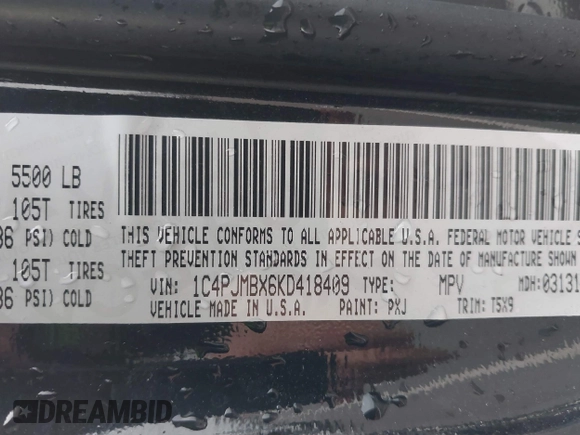 5500 LB
105T TIRES
36 PSI) COLD
105T TIRES
36 PSI) COLD
THIS VEHICLE CONFORMS TO ALL APPLICABLE U.S.A. FEDERAL MOTOR VEHICLE S
THEFT PREVENTION STANDARDS IN EFFECT ON THE DATE OF MANUFACTURE SHOWN
VIN: 1C4PJMBX6KD418409 TYPE: MPV MDH: 03131
VEHICLE MADE IN U.S.A. PAINT: PXJ TRIM: T5X9
DREAMBID